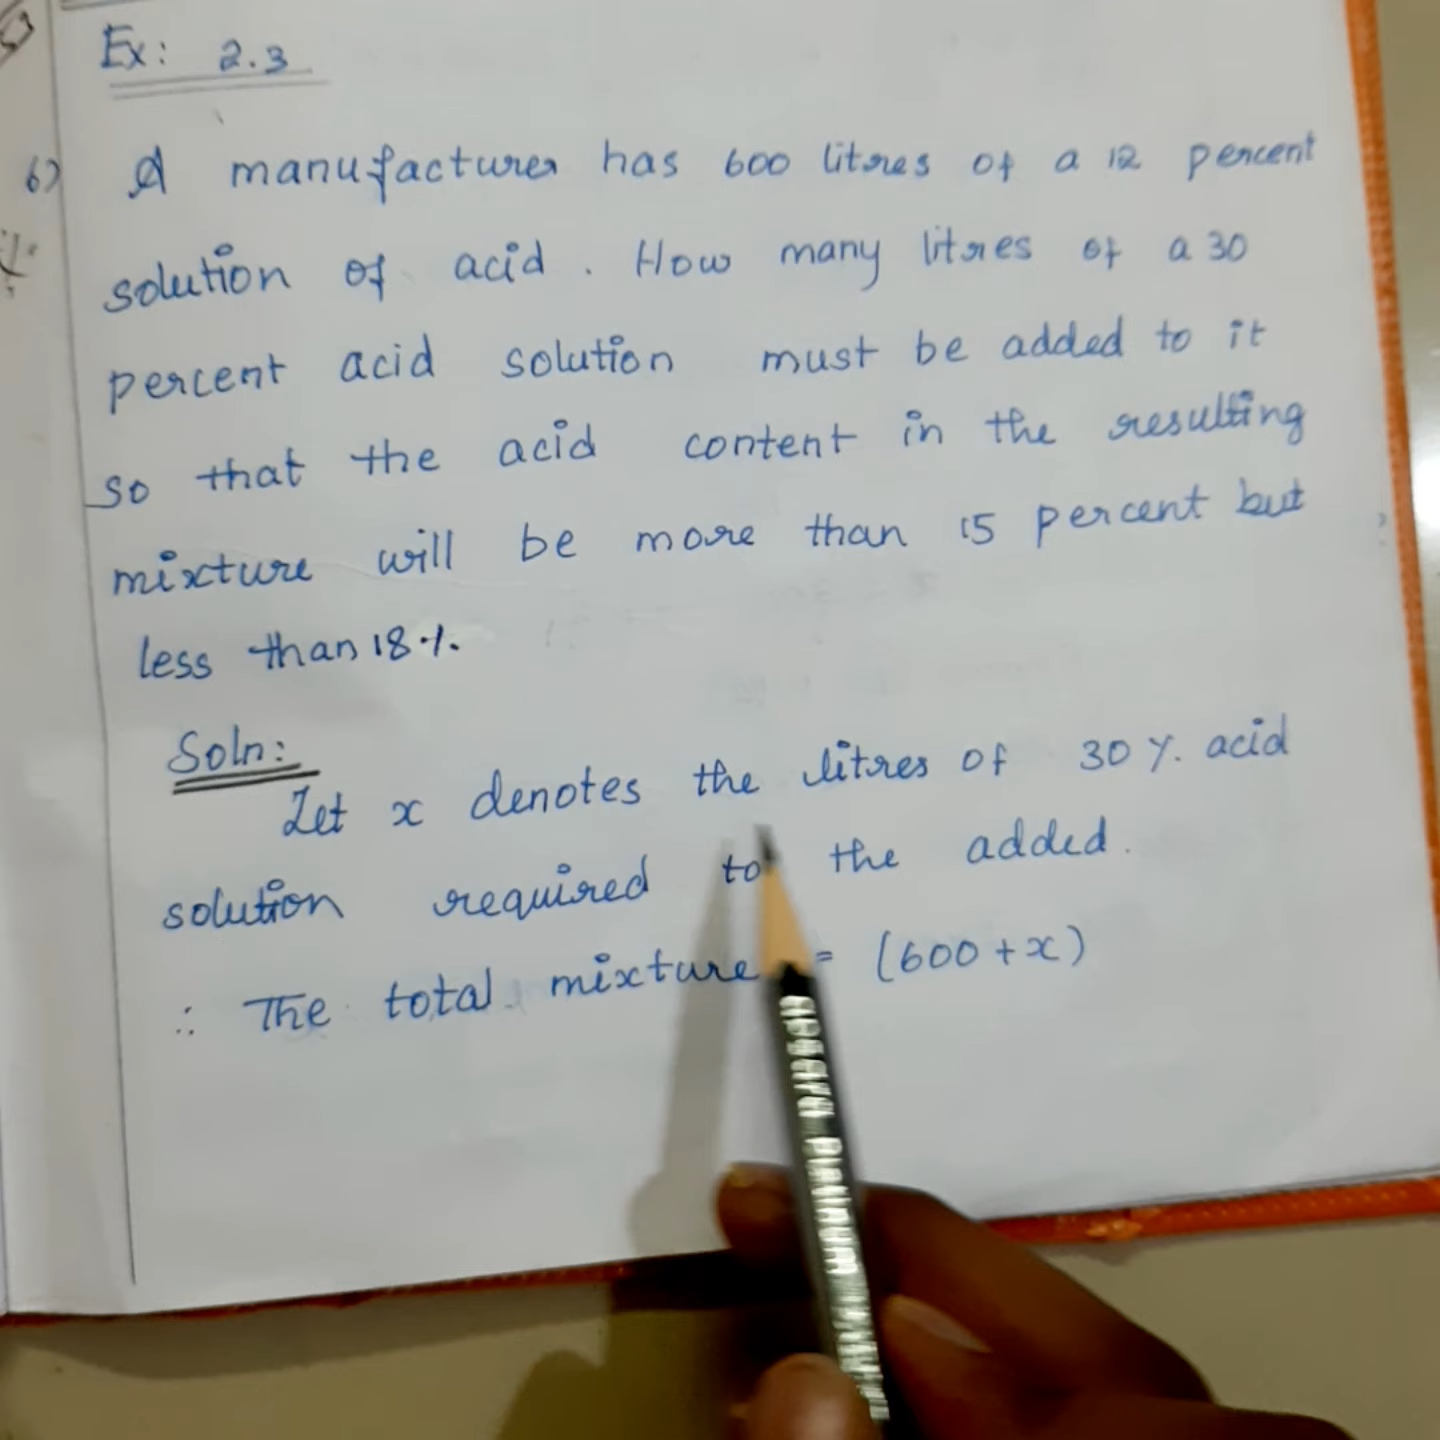 Ex: 2.3
6) A manufacturer has 600 litres of a 12 percent
solution of acid. How many litres of a 30
percent acid solution must be added to it
so that the acid content in the resulting
mixture will be more than 15 percent but
less than 18%.
Soln:
Let x denotes the litres of 30%. acid
solution required to the added.
∴ The total mixture = (600 + x)
APSARA PLATINUM